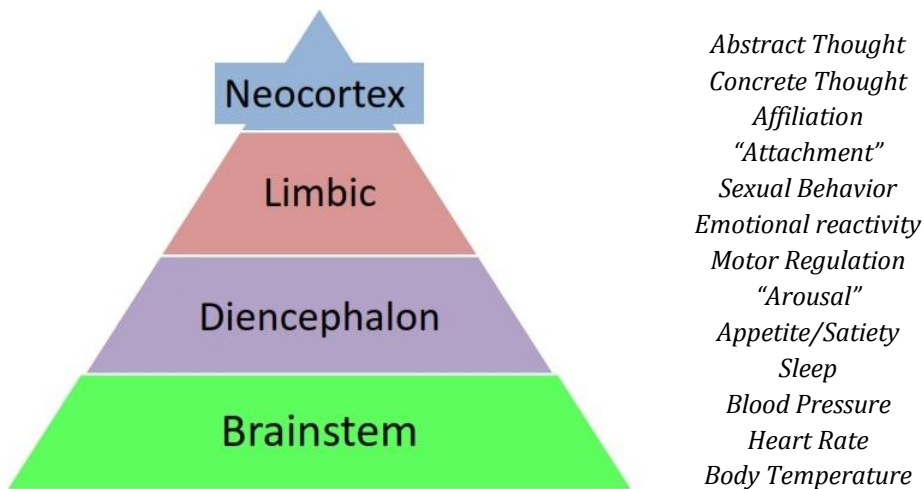 Neocortex
Limbic
Diencephalon
Brainstem
Abstract Thought
Concrete Thought
Affiliation
“Attachment”
Sexual Behavior
Emotional reactivity
Motor Regulation
“Arousal”
Appetite/Satiety
Sleep
Blood Pressure
Heart Rate
Body Temperature